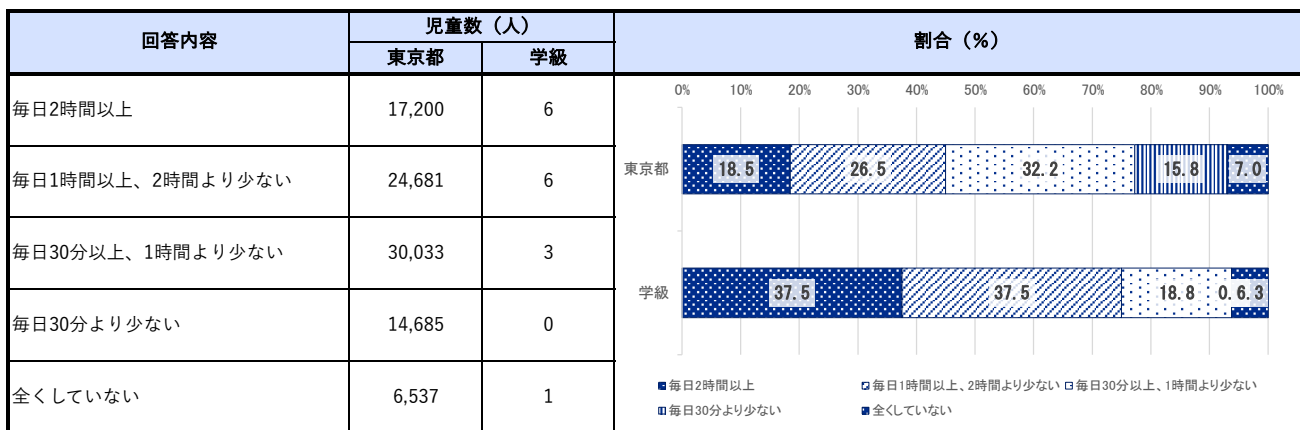 回答内容 児童数（人） 割合（%）
東京都 学級
毎日2時間以上 17,200 6
毎日1時間以上、2時間より少ない 24,681 6
毎日30分以上、1時間より少ない 30,033 3
毎日30分より少ない 14,685 0
全くしていない 6,537 1
0% 10% 20% 30% 40% 50% 60% 70% 80% 90% 100%
東京都 18.5 26.5 32.2 15.8 7.0
学級 37.5 37.5 18.8 0. 6.3
毎日2時間以上 毎日1時間以上、2時間より少ない 毎日30分以上、1時間より少ない
毎日30分より少ない 全くしていない